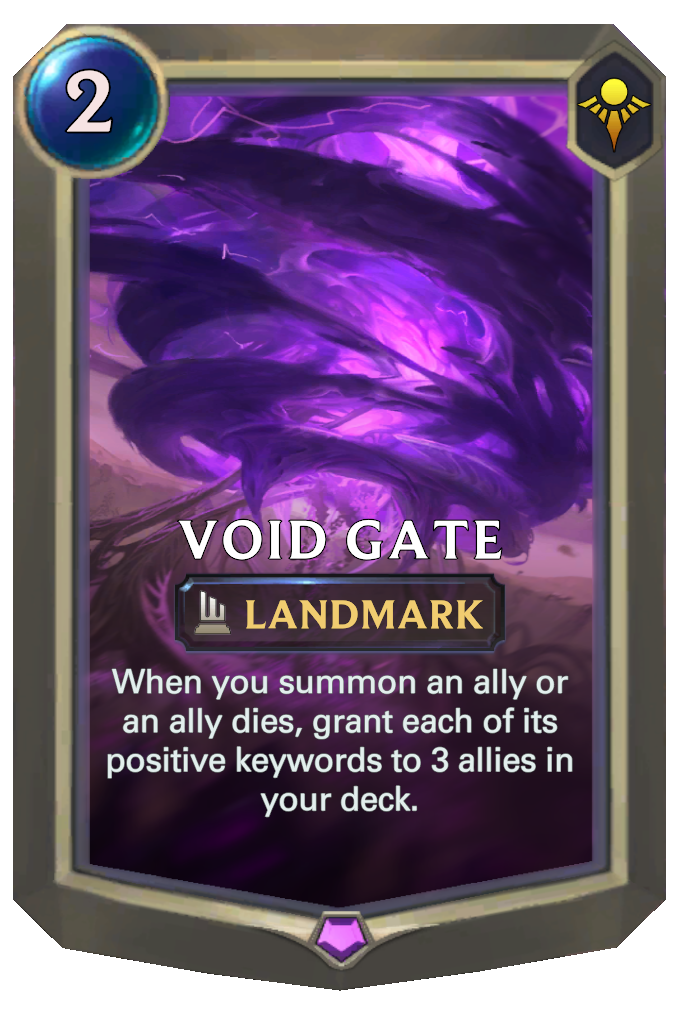 2
VOID GATE
LANDMARK
When you summon an ally or
an ally dies, grant each of its
positive keywords to 3 allies in
your deck.